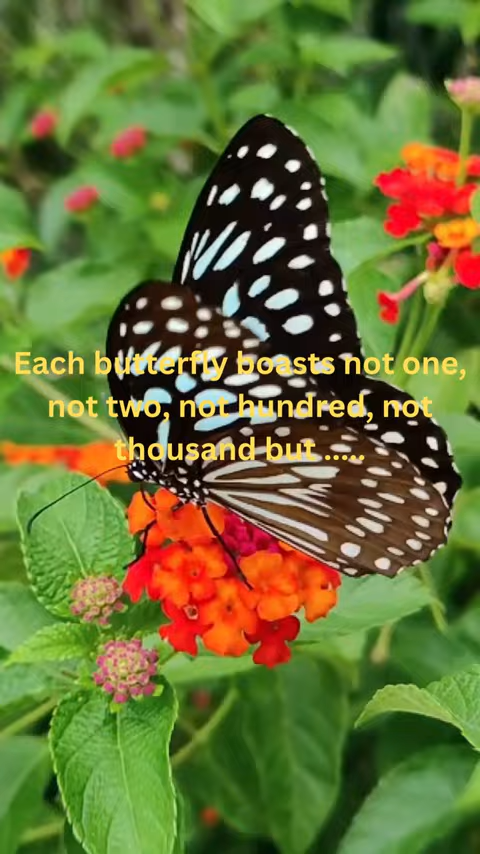 Each butterfly boasts not one,
not two, not hundred, not
thousand but .....